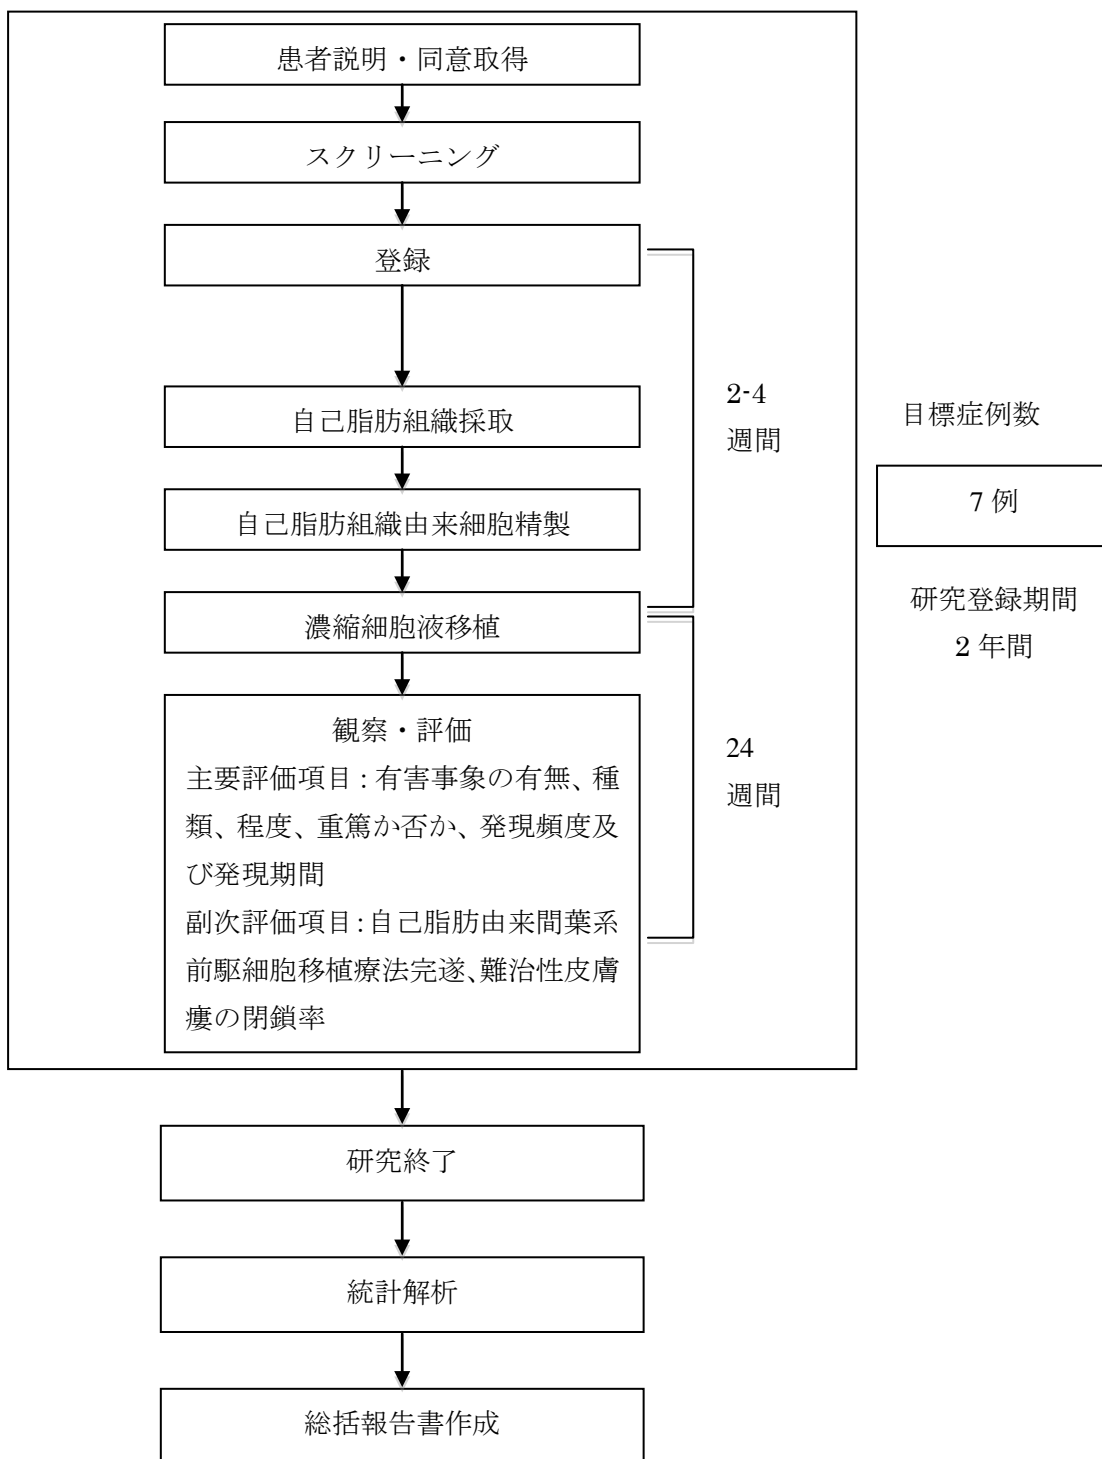 患者説明・同意取得
スクリーニング
登録
自己脂肪組織採取
自己脂肪組織由来細胞精製
濃縮細胞液移植
2-4
週間
観察・評価
主要評価項目：有害事象の有無、種
類、程度、重篤か否か、発現頻度及
び発現期間
副次評価項目：自己脂肪由来間葉系
前駆細胞移植療法完遂、難治性皮膚
瘻の閉鎖率
24
週間
目標症例数
7 例
研究登録期間
2 年間
研究終了
統計解析
総括報告書作成